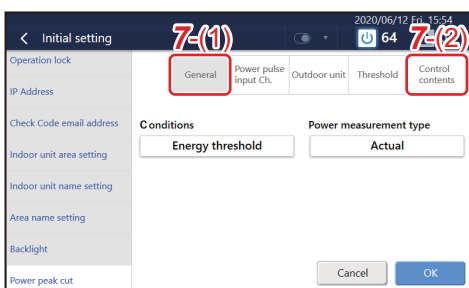 2020/06/12 Fri 15:54
Initial setting
7-(1)
64
7-(2)
Operation lock
IP Address
Check Code email address
Indoor unit area setting
Indoor unit name setting
Area name setting
Backlight
Power peak cut
General
Power pulse
input Ch.
Outdoor unit
Threshold
Control
contents
Conditions
Power measurement type
Energy threshold
Actual
Cancel
OK